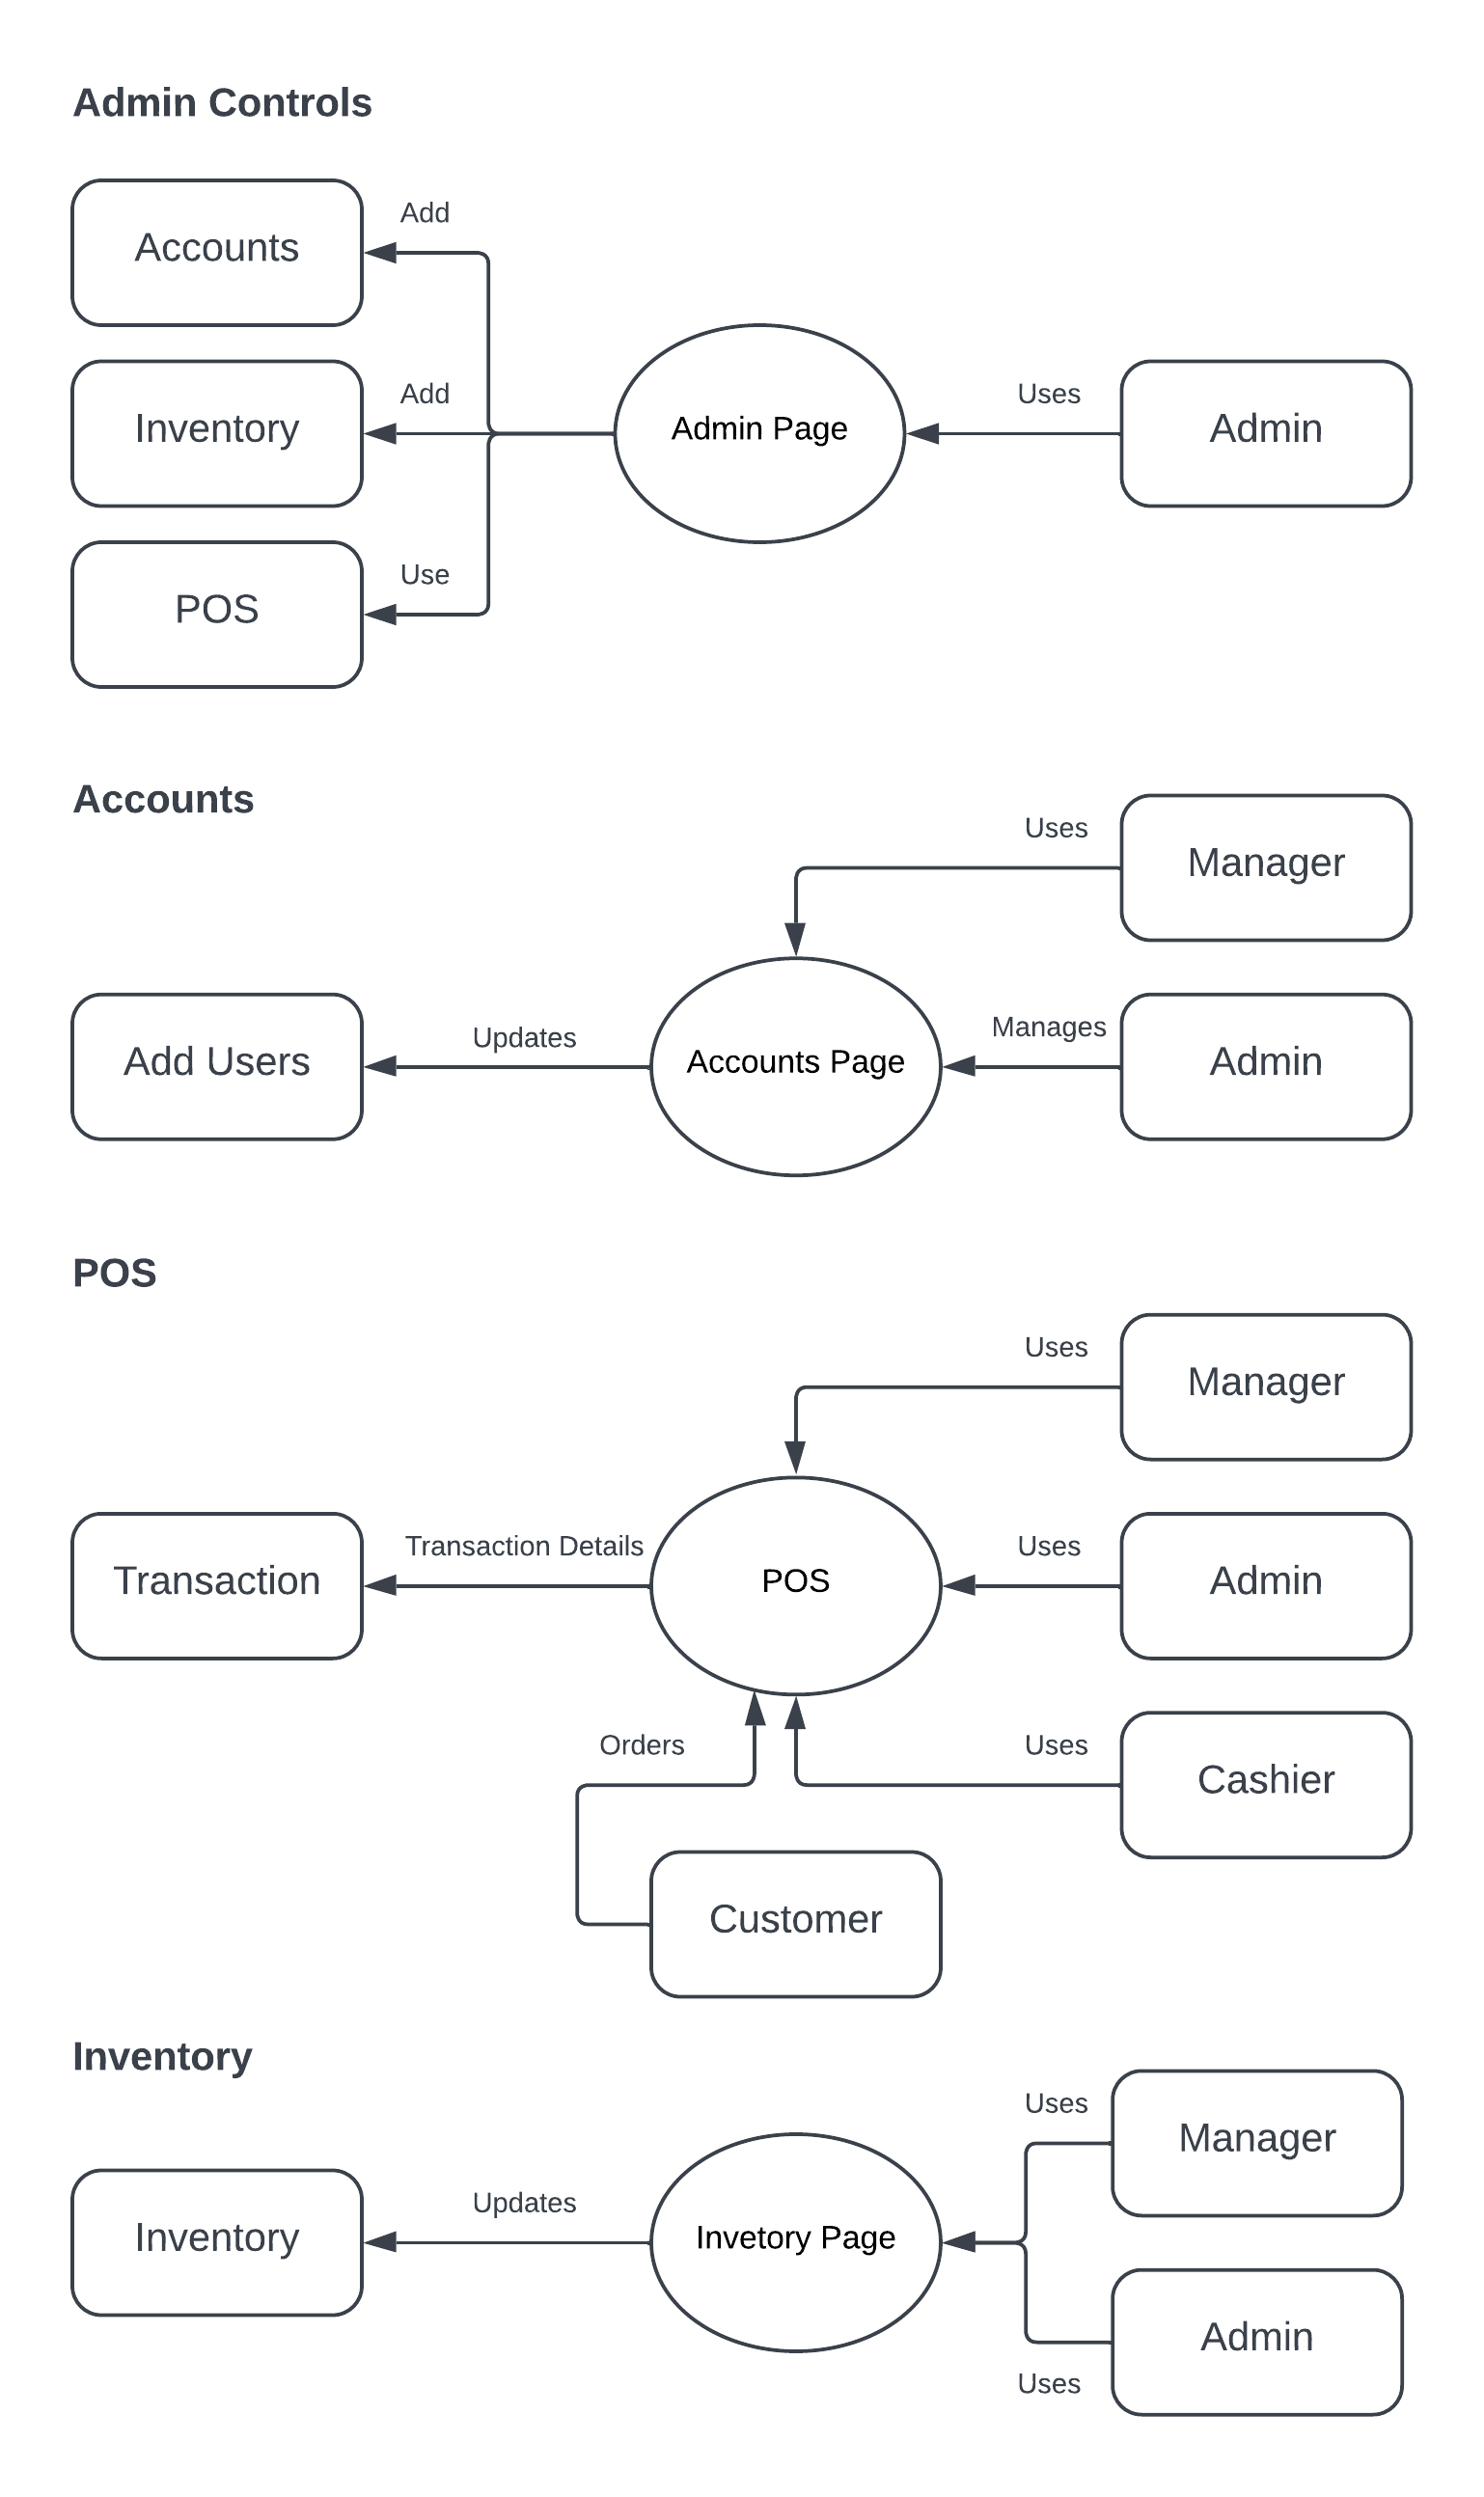 Admin Controls
Accounts
Add
Inventory
Add
Admin Page
Uses
Admin
POS
Use
Accounts
Uses
Manager
Add Users
Updates
Accounts Page
Manages
Admin
POS
Uses
Manager
Transaction
Transaction Details
POS
Uses
Admin
Orders
Uses
Cashier
Customer
Inventory
Uses
Manager
Inventory
Updates
Invetory Page
Admin
Uses